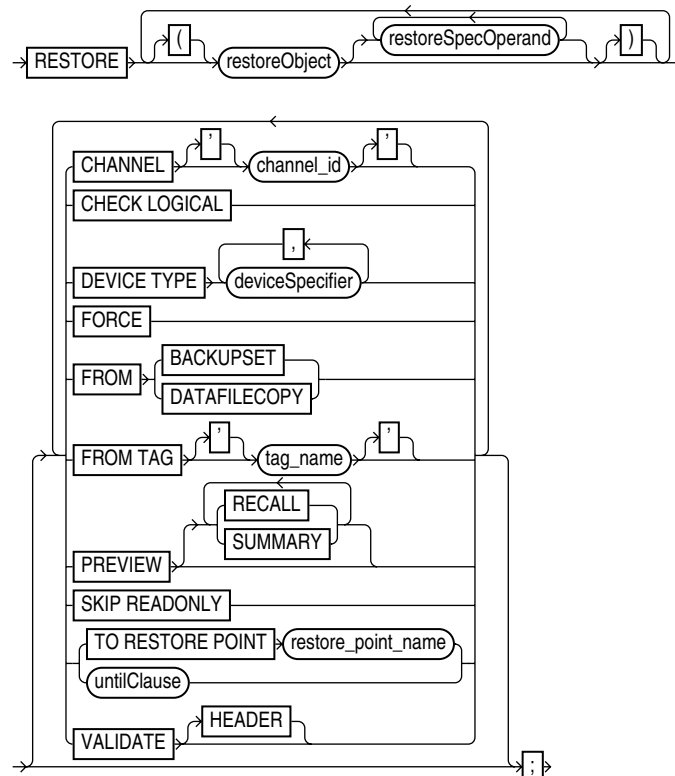 ( restoreSpecOperand )
RESTORE restoreObject
' '
CHANNEL channel_id
CHECK LOGICAL
,
DEVICE TYPE deviceSpecifier
FORCE
BACKUPSET
FROM
DATAFILECOPY
' '
FROM TAG tag_name
RECALL
SUMMARY
PREVIEW
SKIP READONLY
TO RESTORE POINT restore_point_name
untilClause
HEADER
VALIDATE
;